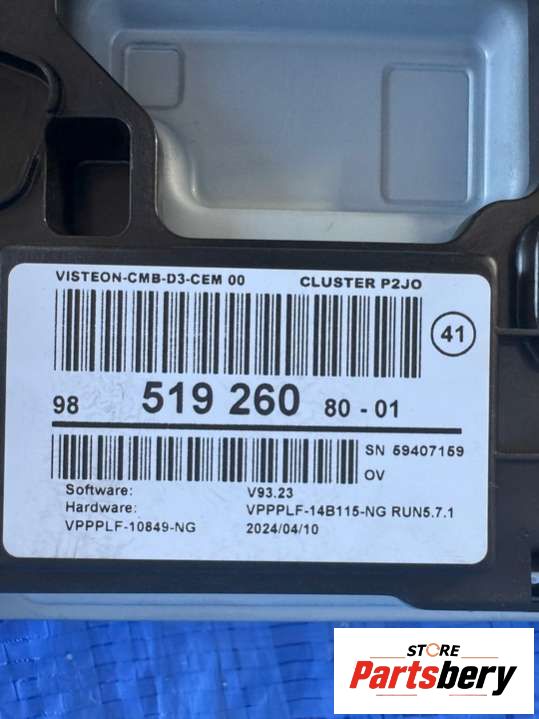 VISTEON-CMB-D3-CEM 00 CLUSTER P2JO
41
98 519 260 80 - 01
SN 59407159
OV
Software: V93.23
Hardware: VPPPLF-14B115-NG RUN5.7.1
VPPPLF-10849-NG 2024/04/10
STORE
Partsbery